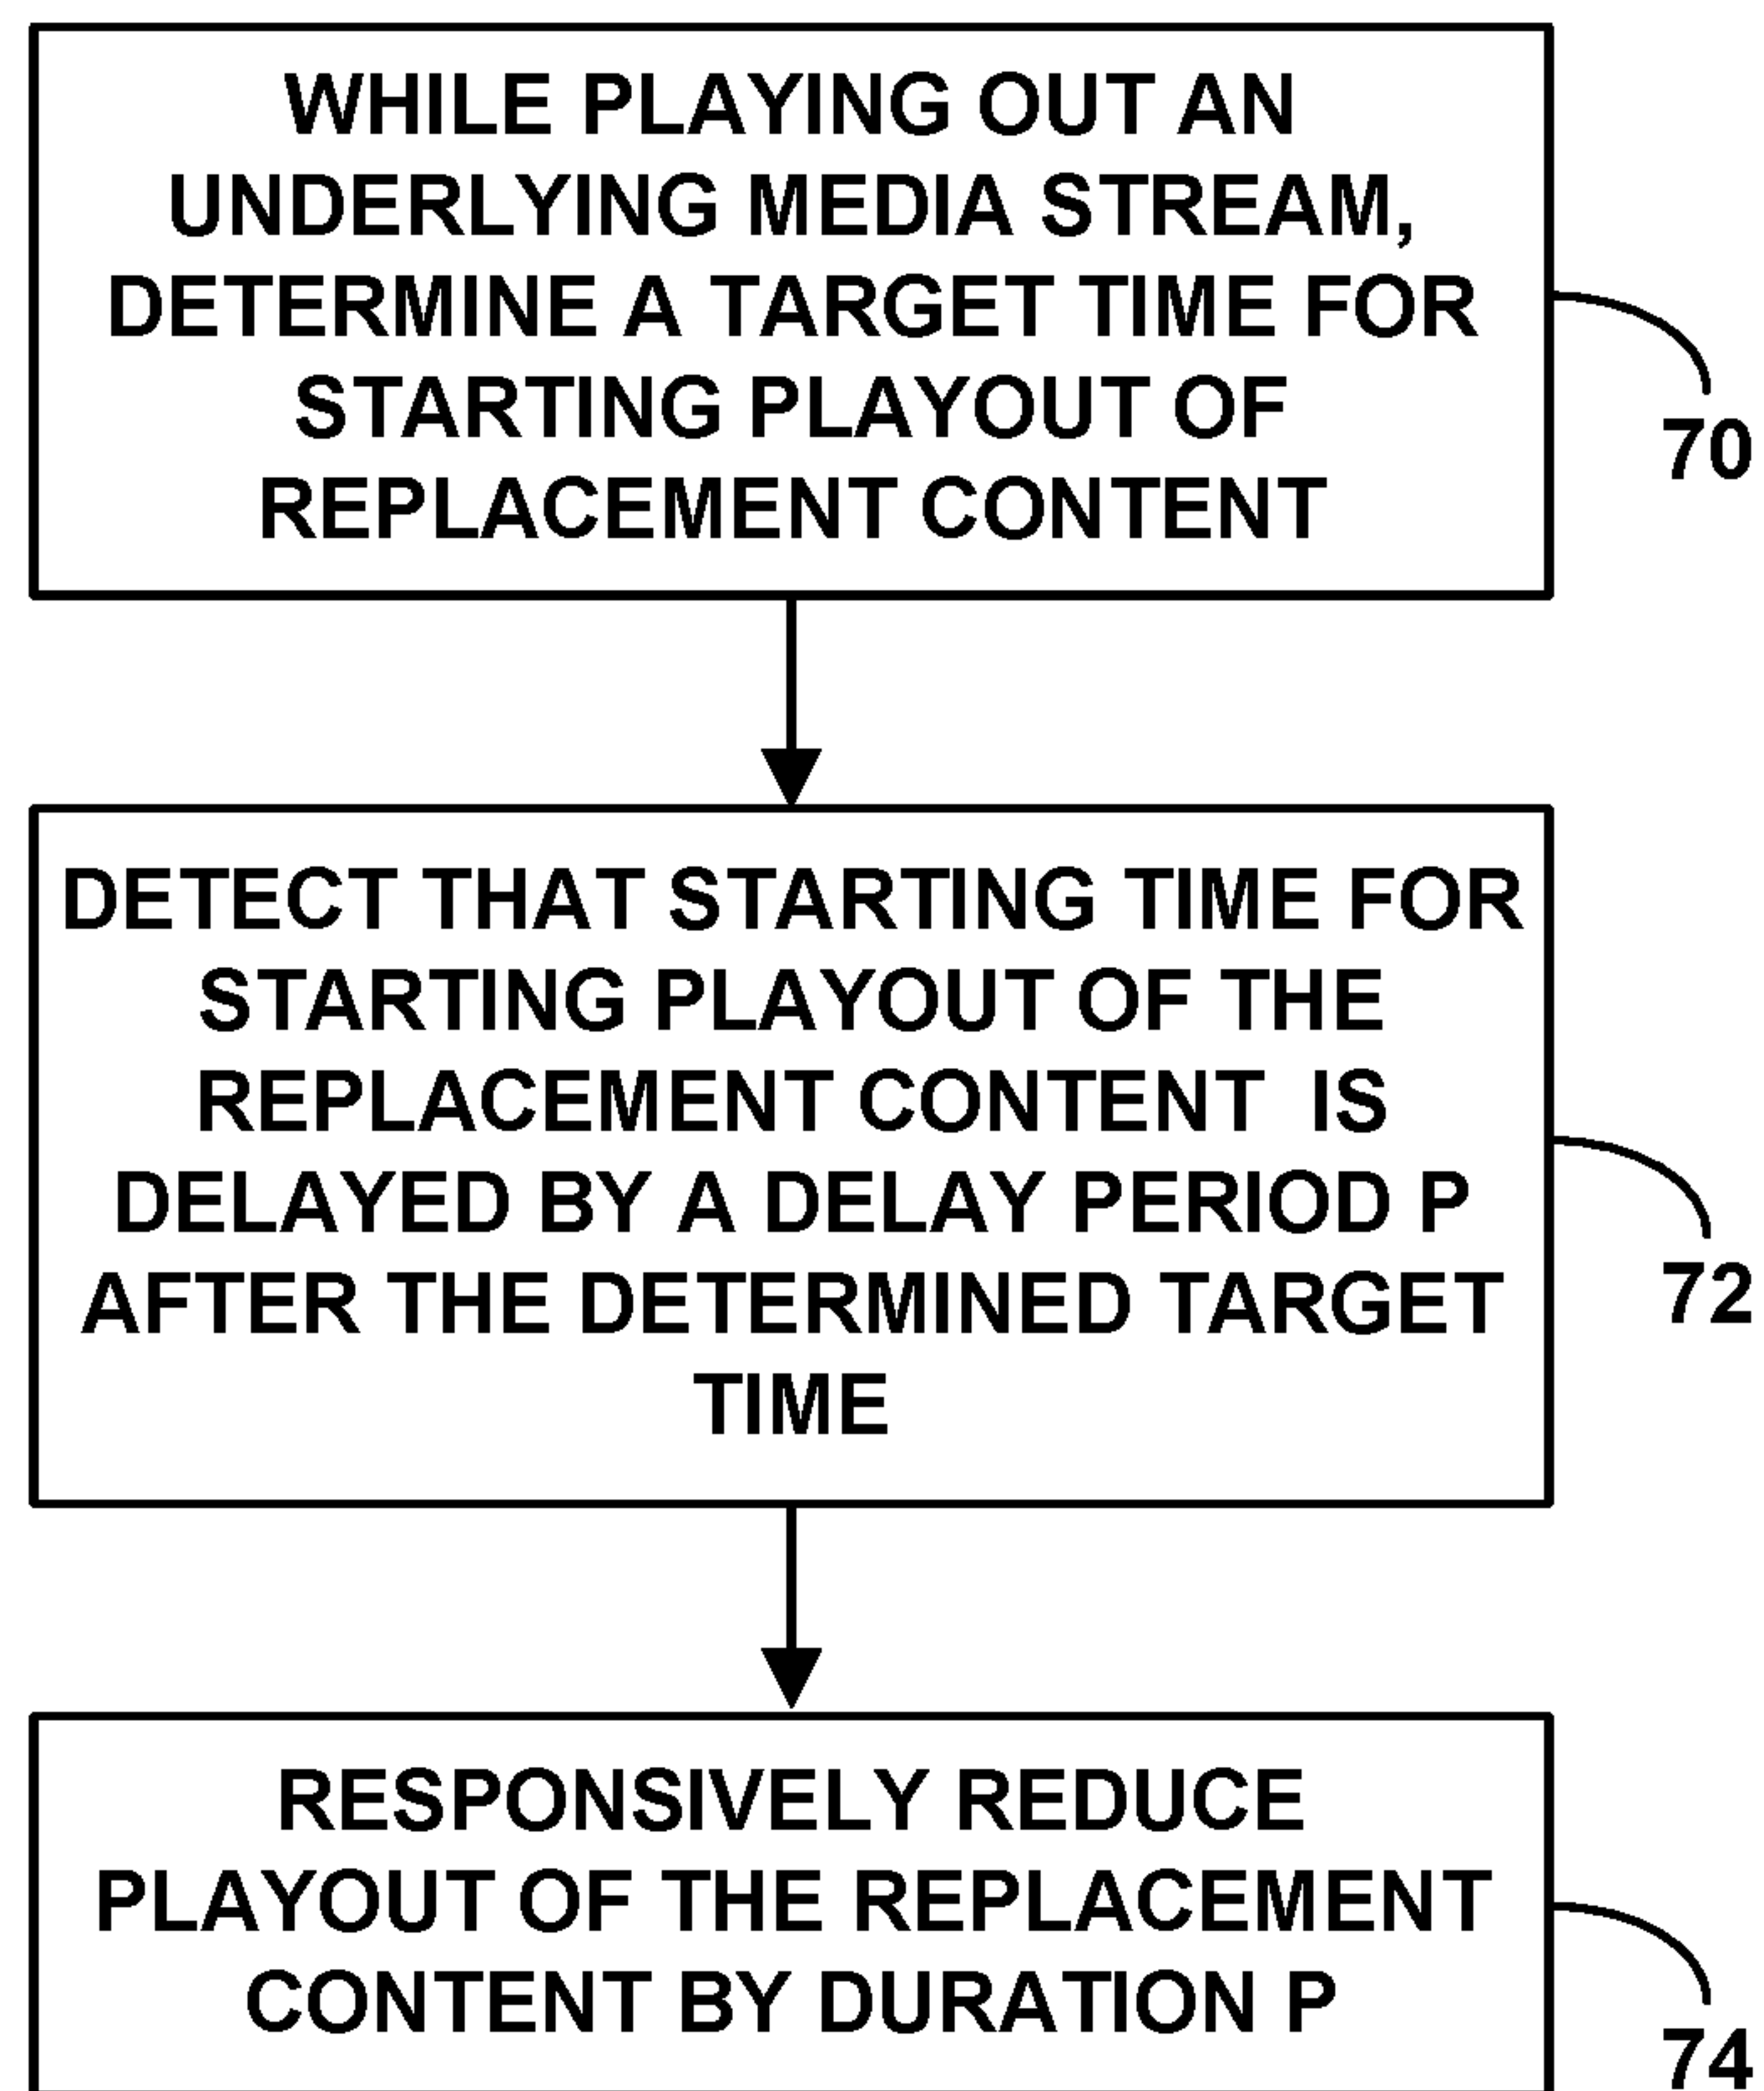 WHILE PLAYING OUT AN
UNDERLYING MEDIA STREAM,
DETERMINE A TARGET TIME FOR
STARTING PLAYOUT OF
REPLACEMENT CONTENT
70
DETECT THAT STARTING TIME FOR
STARTING PLAYOUT OF THE
REPLACEMENT CONTENT IS
DELAYED BY A DELAY PERIOD P
AFTER THE DETERMINED TARGET
TIME
72
RESPONSIVELY REDUCE
PLAYOUT OF THE REPLACEMENT
CONTENT BY DURATION P
74